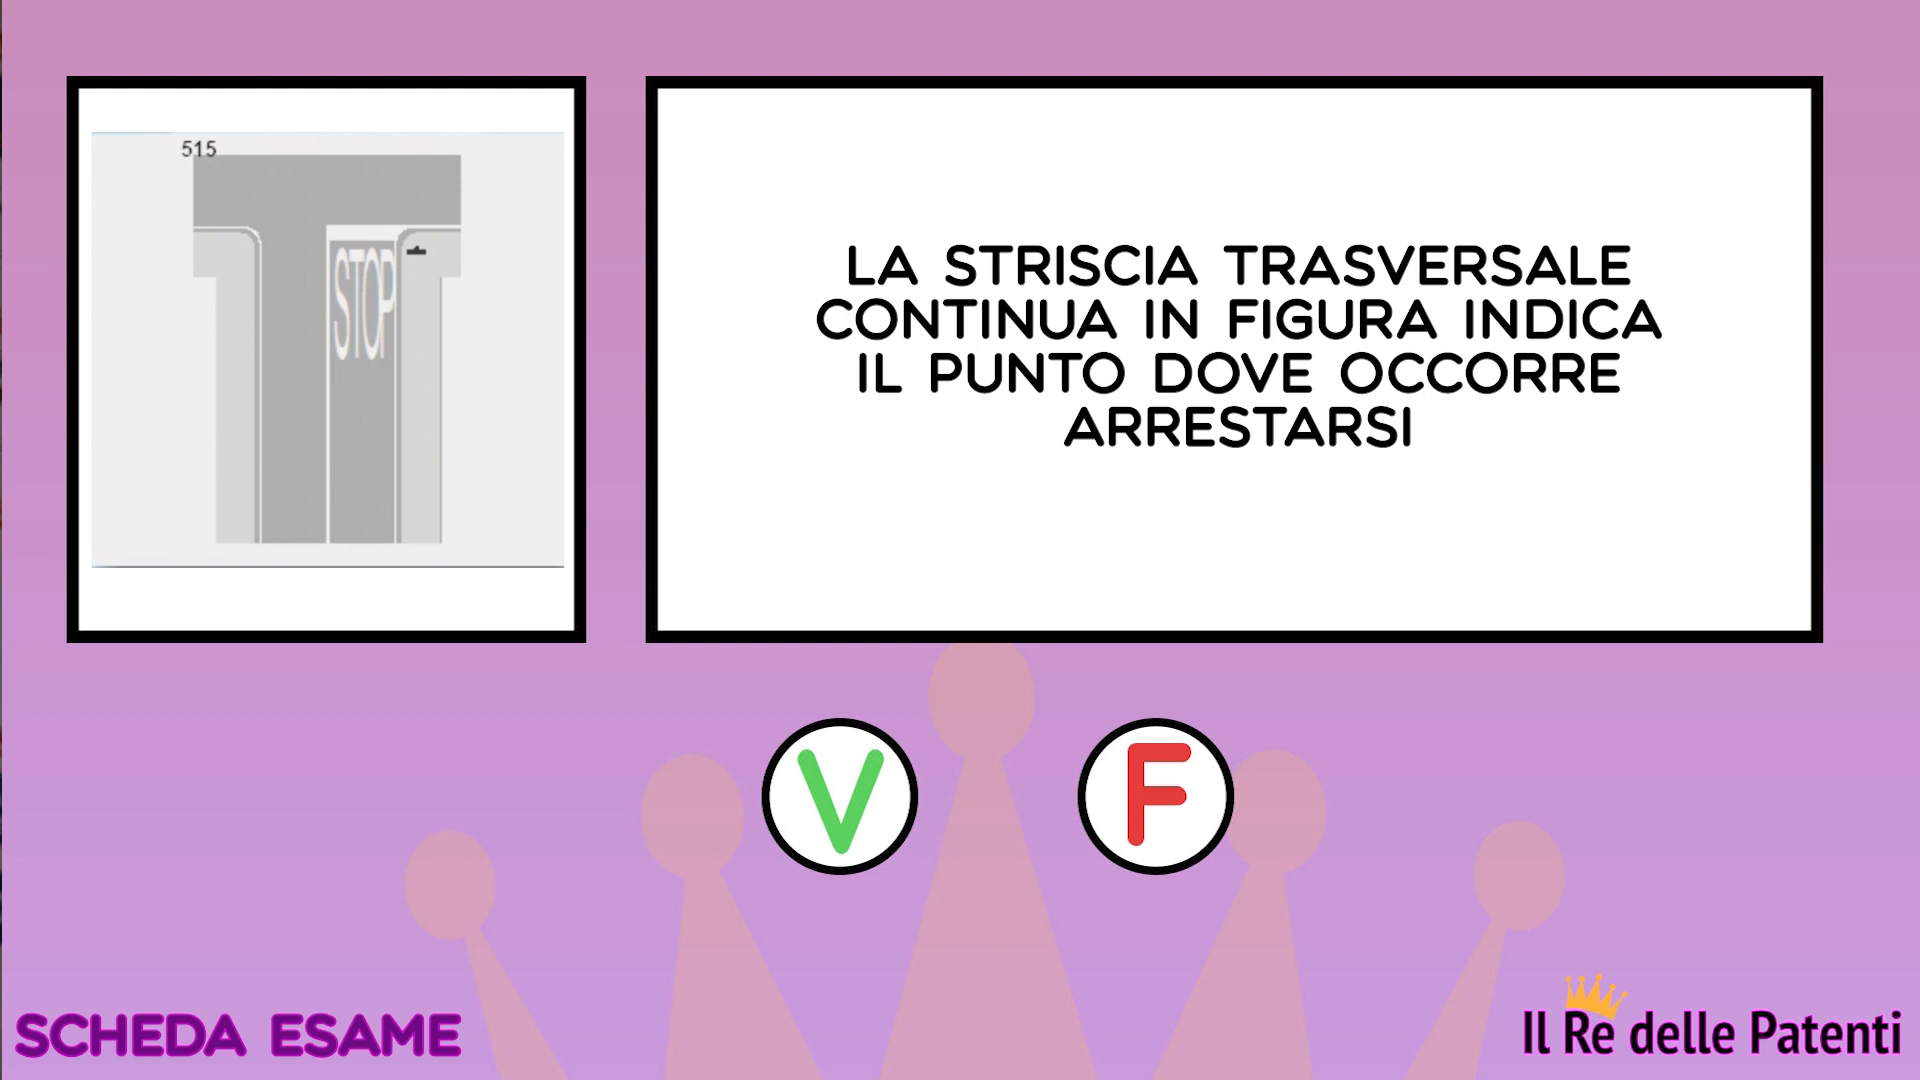 515
STOP
LA STRISCIA TRASVERSALE
CONTINUA IN FIGURA INDICA
IL PUNTO DOVE OCCORRE
ARRESTARSI
V F
SCHEDA ESAME
Il Re delle Patenti